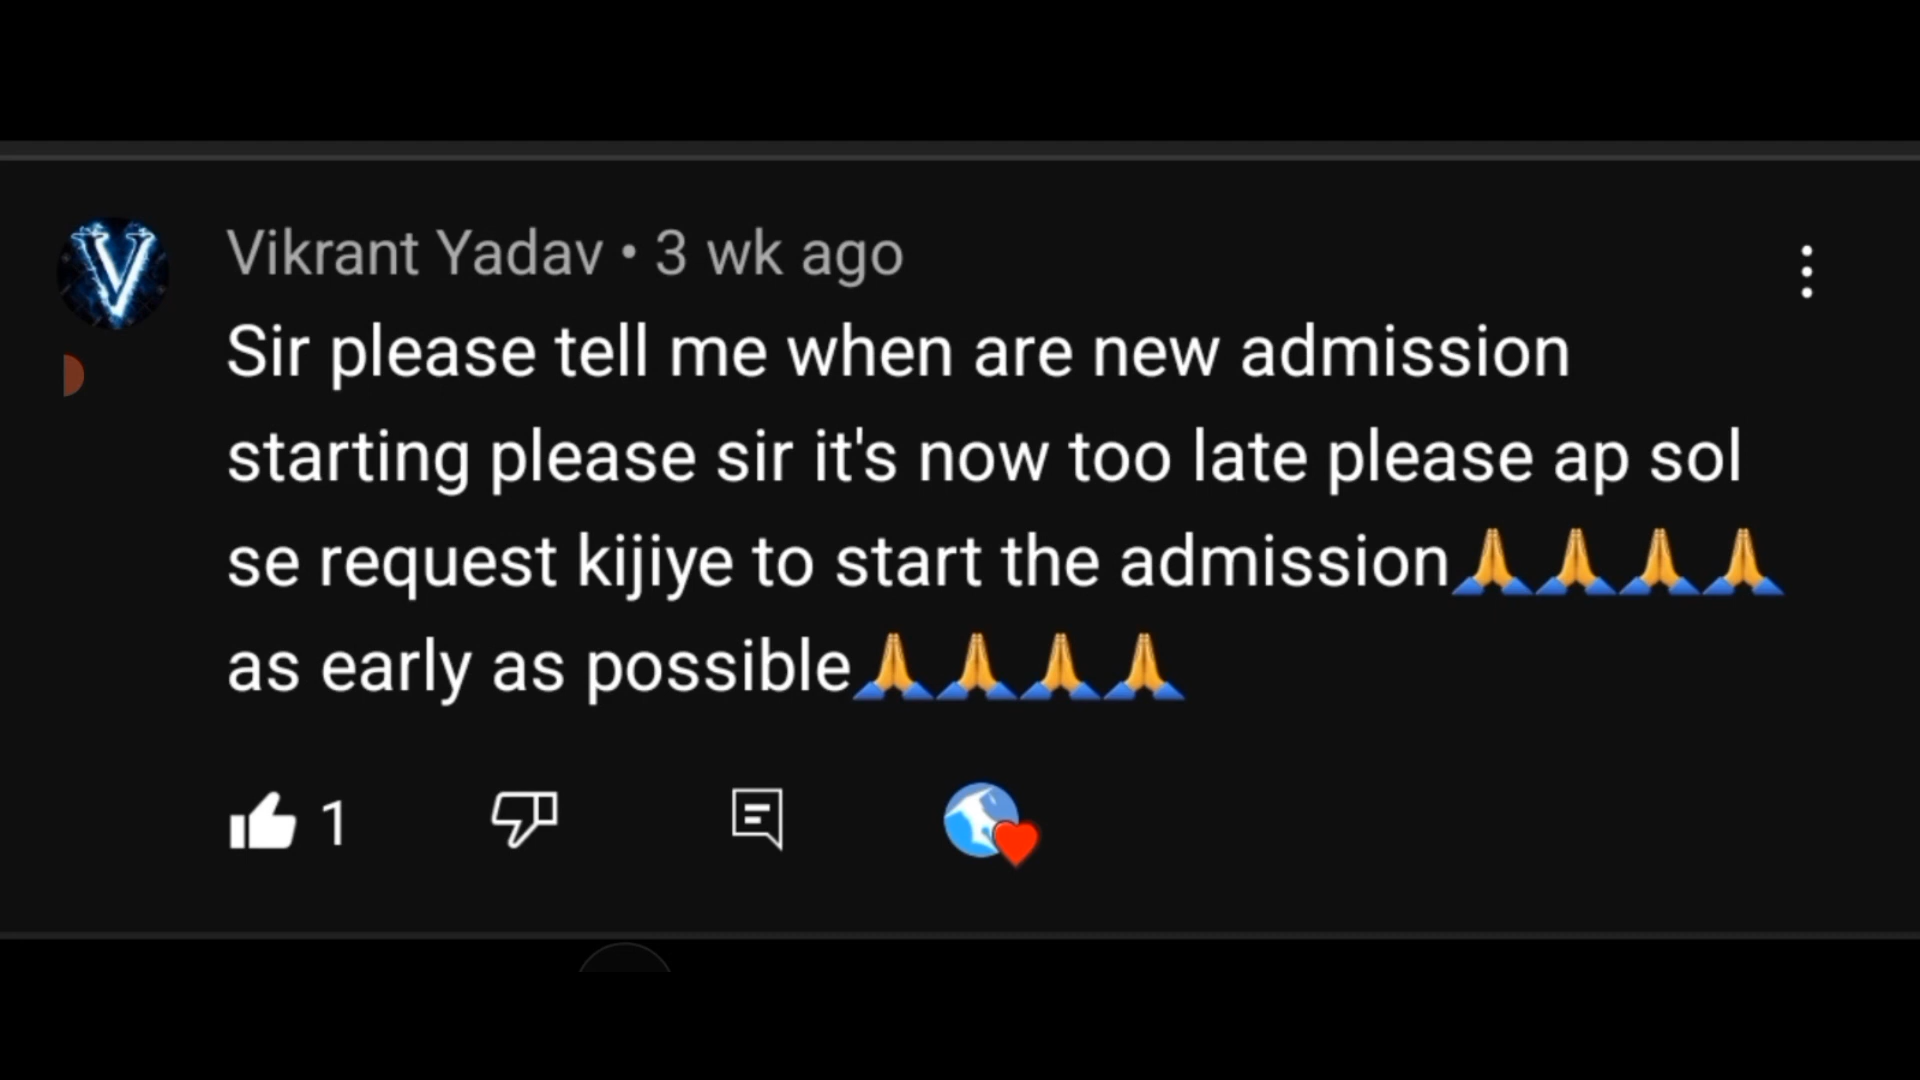 Vikrant Yadav • 3 wk ago
Sir please tell me when are new admission
starting please sir it's now too late please ap sol
se request kijiye to start the admission🙏🙏🙏🙏
as early as possible🙏🙏🙏🙏
1